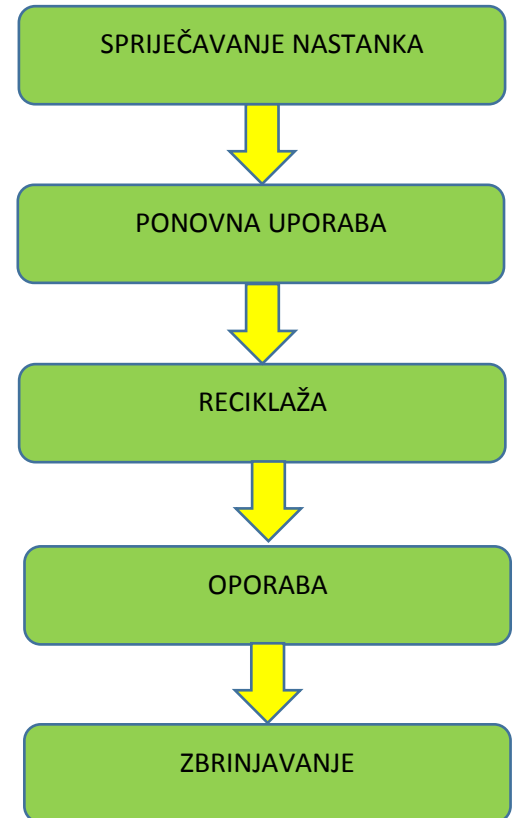 SPRIJEČAVANJE NASTANKA
PONOVNA UPORABA
RECIKLAŽA
OPORABA
ZBRINJAVANJE